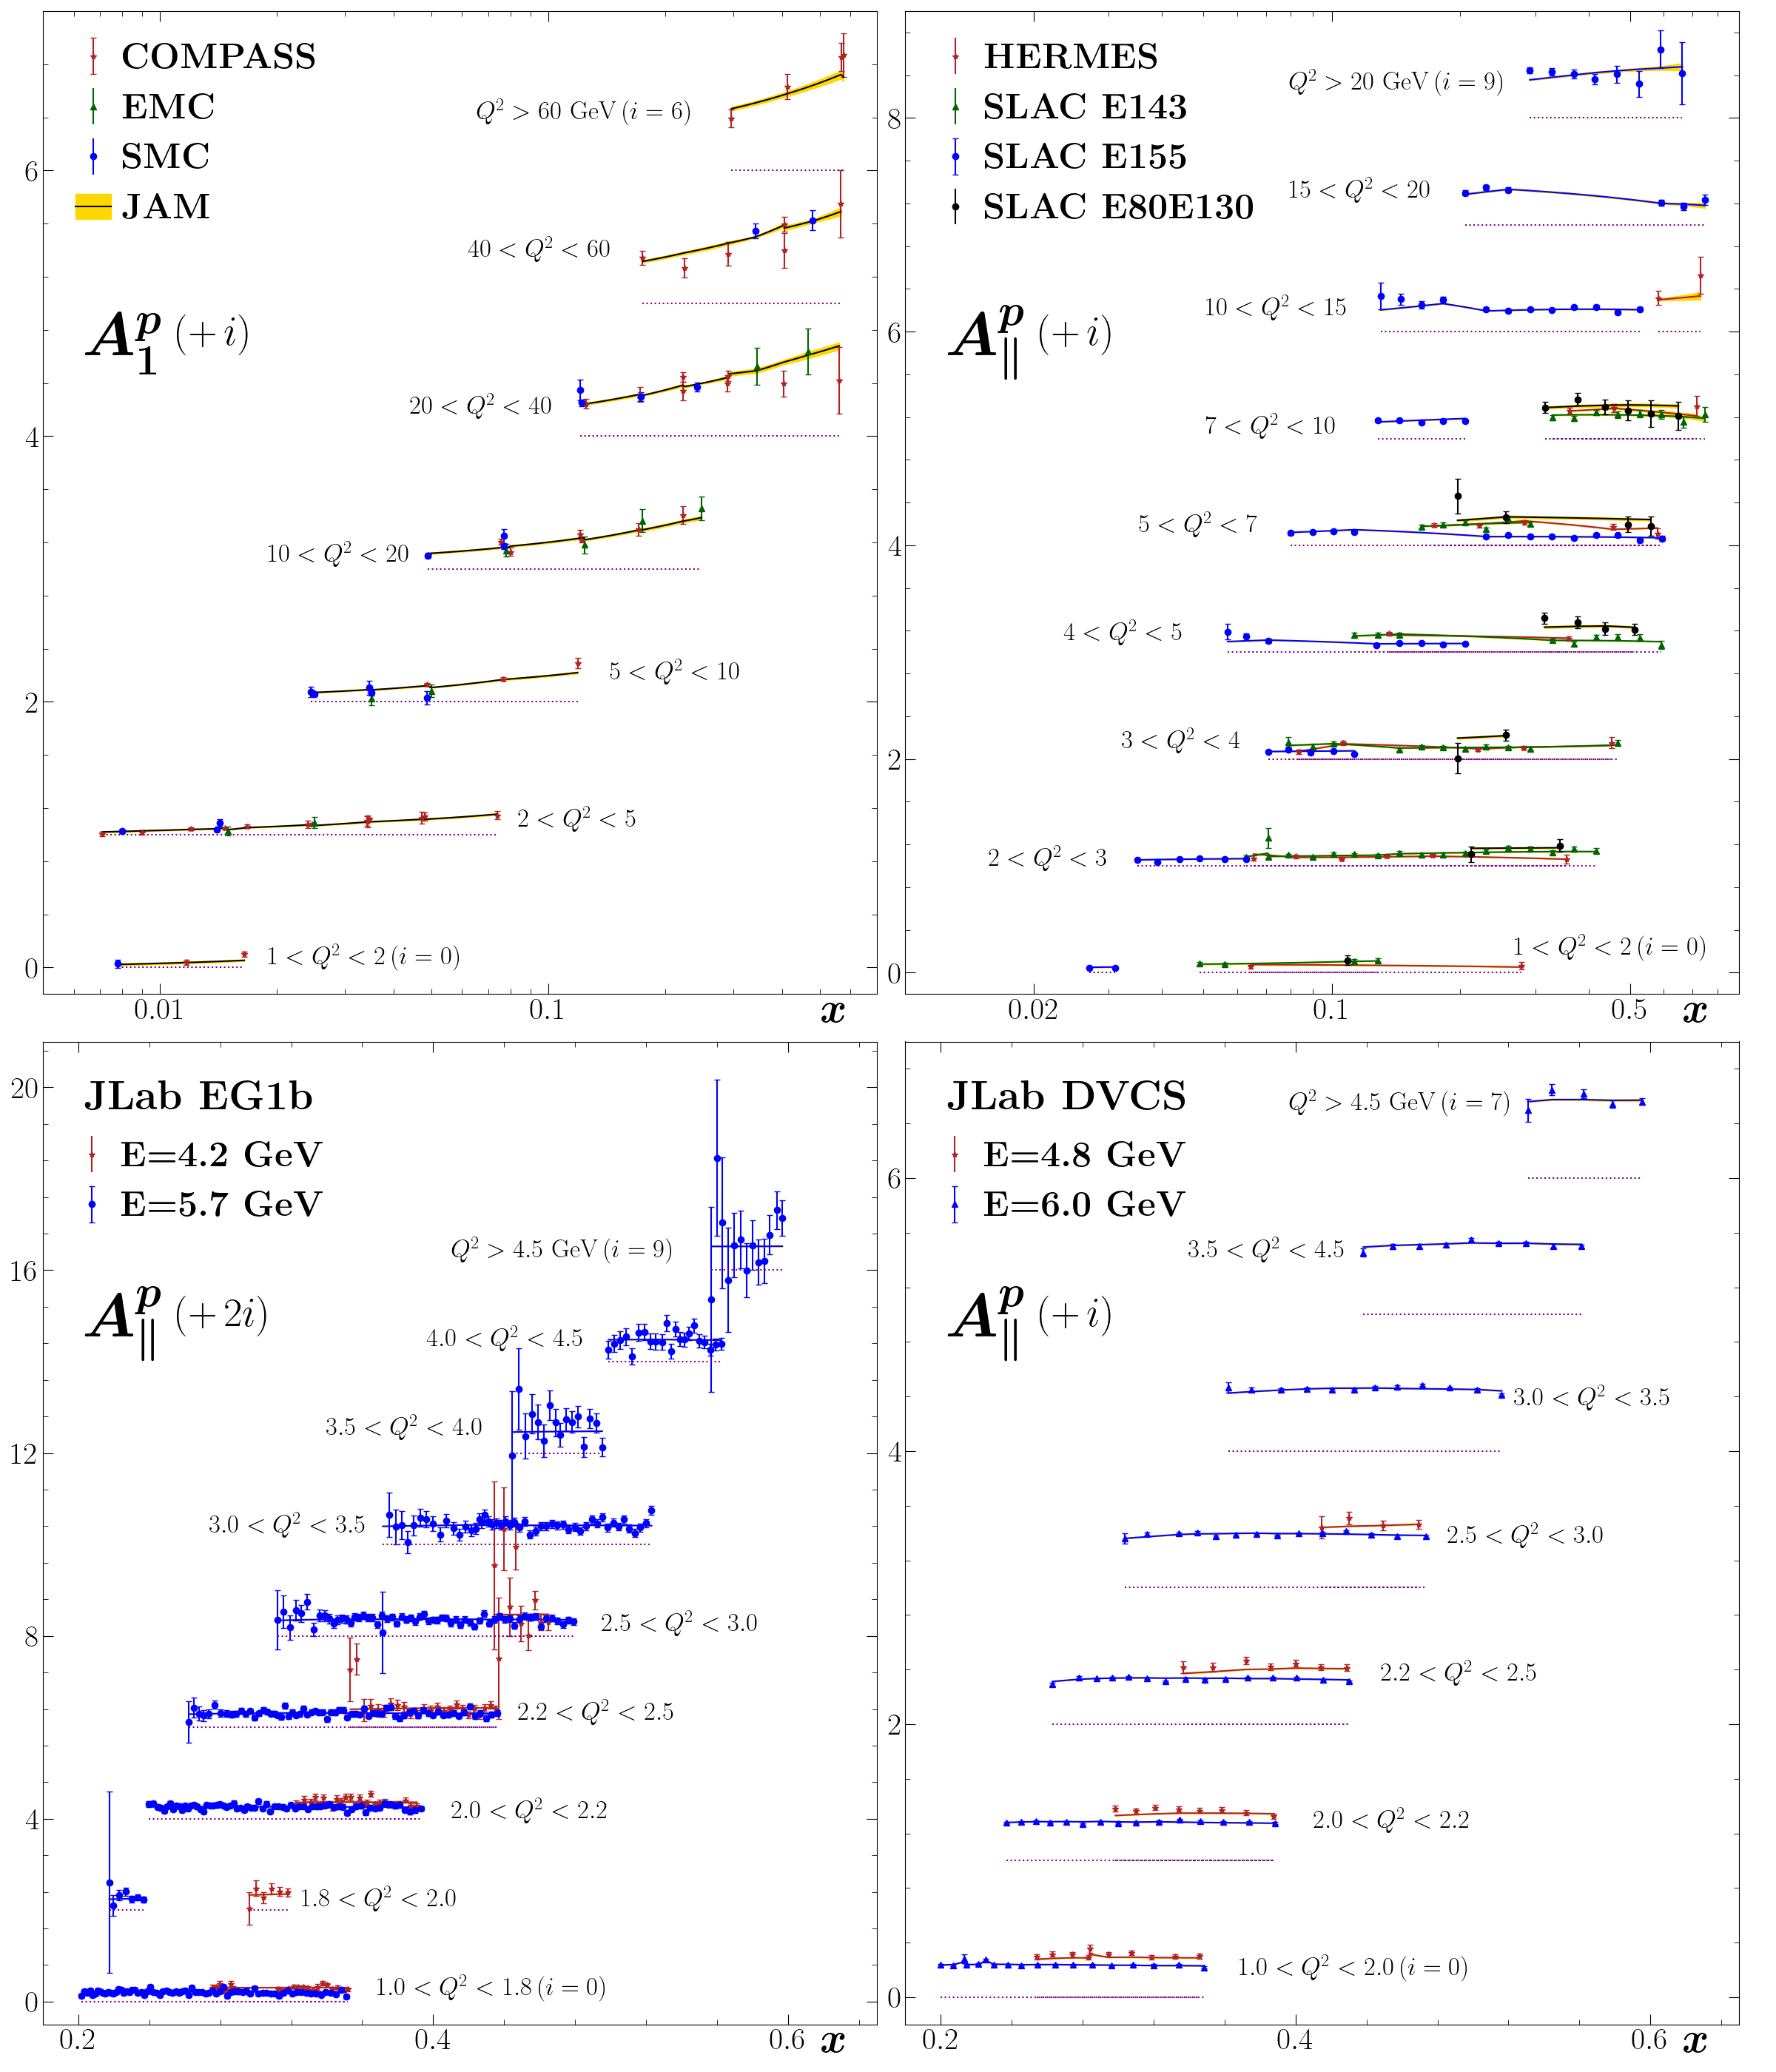 COMPASS
EMC
SMC
JAM
Q² > 60 GeV (i = 6)
40 < Q² < 60
A₁ᵖ (+ i)
20 < Q² < 40
10 < Q² < 20
5 < Q² < 10
2 < Q² < 5
1 < Q² < 2 (i = 0)
6
4
2
0
0.01
0.1
x
HERMES
SLAC E143
SLAC E155
SLAC E80E130
Q² > 20 GeV (i = 9)
15 < Q² < 20
10 < Q² < 15
A∥ᵖ (+ i)
7 < Q² < 10
5 < Q² < 7
4 < Q² < 5
3 < Q² < 4
2 < Q² < 3
1 < Q² < 2 (i = 0)
8
6
4
2
0
0.02
0.1
0.5
x
JLab EG1b
E=4.2 GeV
E=5.7 GeV
Q² > 4.5 GeV (i = 9)
A∥ᵖ (+ 2i)
4.0 < Q² < 4.5
3.5 < Q² < 4.0
3.0 < Q² < 3.5
2.5 < Q² < 3.0
2.2 < Q² < 2.5
2.0 < Q² < 2.2
1.8 < Q² < 2.0
1.0 < Q² < 1.8 (i = 0)
20
16
12
8
4
0
0.2
0.4
0.6
x
JLab DVCS
E=4.8 GeV
E=6.0 GeV
Q² > 4.5 GeV (i = 7)
3.5 < Q² < 4.5
A∥ᵖ (+ i)
3.0 < Q² < 3.5
2.5 < Q² < 3.0
2.2 < Q² < 2.5
2.0 < Q² < 2.2
1.0 < Q² < 2.0 (i = 0)
6
4
2
0
0.2
0.4
0.6
x